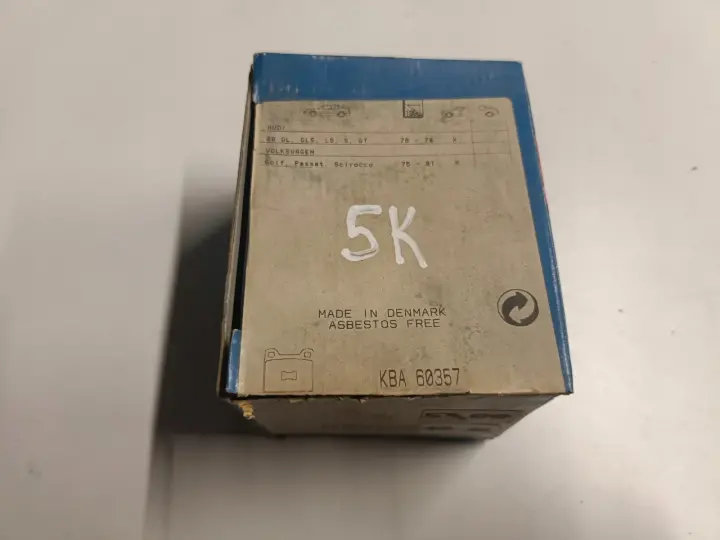 AUDI
80 GL, GLS, LS, S, GT 76 - 78 X
VOLKSWAGEN
Golf, Passat, Scirocco 75 - 81 X
5K
MADE IN DENMARK
ASBESTOS FREE
KBA 60357